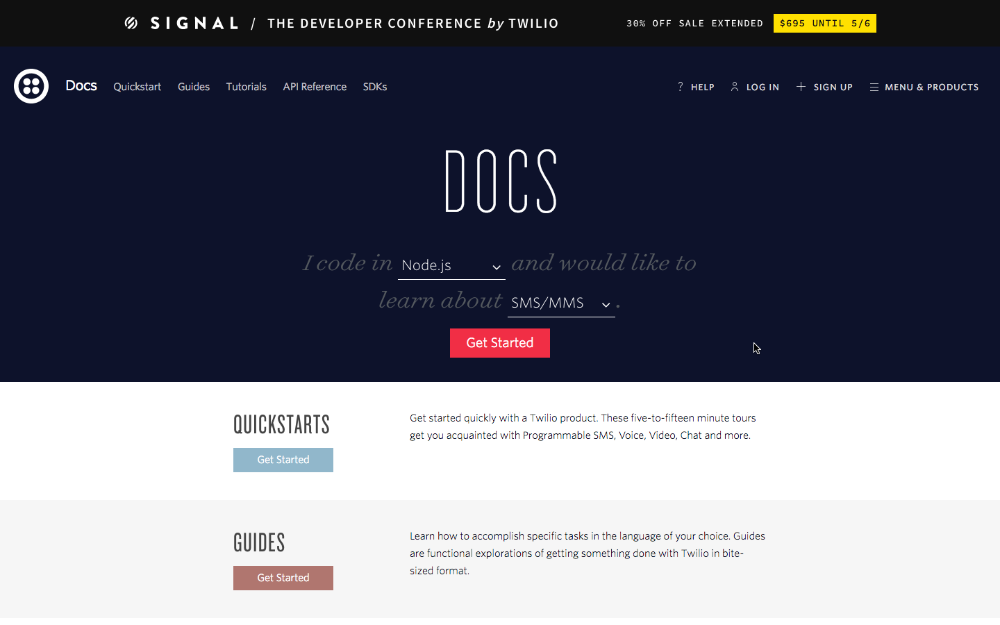 SIGNAL / THE DEVELOPER CONFERENCE by TWILIO 30% OFF SALE EXTENDED $695 UNTIL 5/6
Docs Quickstart Guides Tutorials API Reference SDKs ? HELP LOG IN SIGN UP MENU & PRODUCTS
DOCS
I code in Node.js and would like to
learn about SMS/MMS .
Get Started
QUICKSTARTS
Get Started
Get started quickly with a Twilio product. These five-to-fifteen minute tours
get you acquainted with Programmable SMS, Voice, Video, Chat and more.
GUIDES
Get Started
Learn how to accomplish specific tasks in the language of your choice. Guides
are functional explorations of getting something done with Twilio in bite-
sized format.